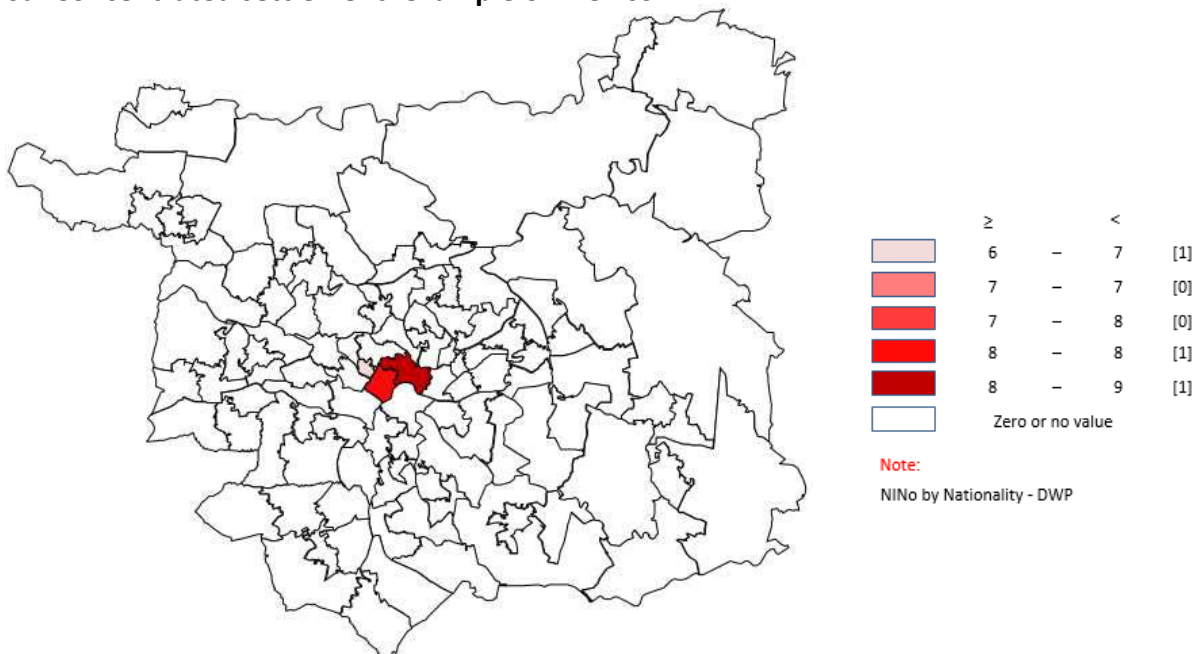 ≥ <
6 – 7 [1]
7 – 7 [0]
7 – 8 [0]
8 – 8 [1]
8 – 9 [1]
Zero or no value
Note:
NINo by Nationality - DWP